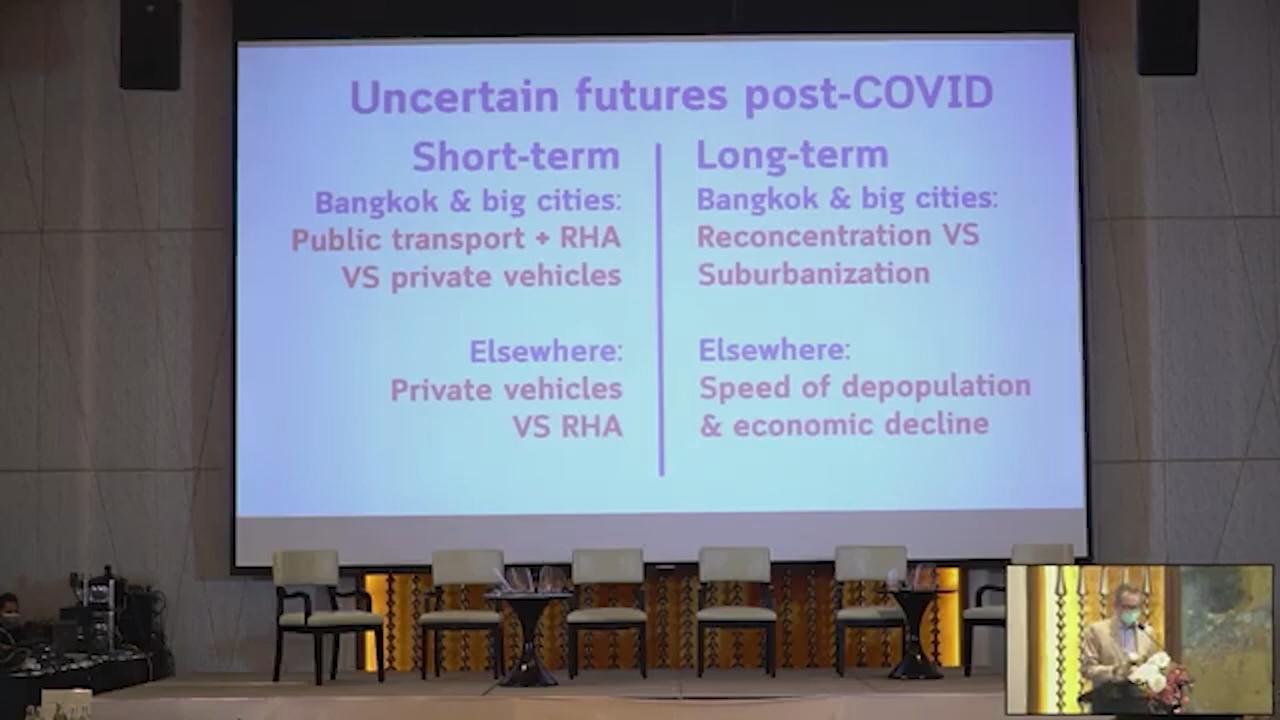 Uncertain futures post-COVID
Short-term
Bangkok & big cities:
Public transport + RHA
VS private vehicles
Elsewhere:
Private vehicles
VS RHA
Long-term
Bangkok & big cities:
Reconcentration VS
Suburbanization
Elsewhere:
Speed of depopulation
& economic decline